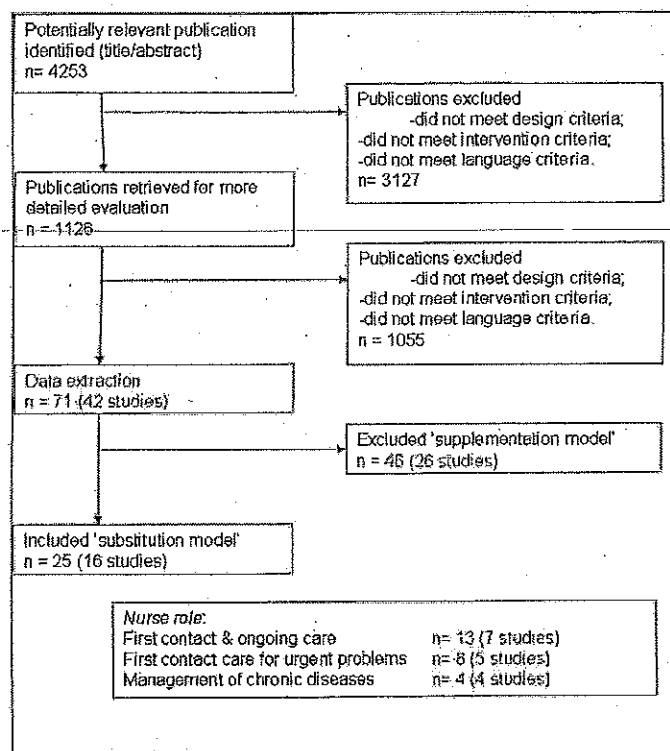 Potentially relevant publication
identified (title/abstract)
n= 4253
Publications excluded
-did not meet design criteria;
-did not meet intervention criteria;
-did not meet language criteria.
n= 3127
Publications retrieved for more
detailed evaluation
n = 1126
Publications excluded
-did not meet design criteria;
-did not meet intervention criteria;
-did not meet language criteria.
n = 1055
Data extraction
n = 71 (42 studies)
Excluded 'supplementation model'
n = 46 (26 studies)
Included 'substitution model'
n = 25 (16 studies)
Nurse role:
First contact & ongoing care n= 13 (7 studies)
First contact care for urgent problems n= 8 (5 studies)
Management of chronic diseases n= 4 (4 studies)